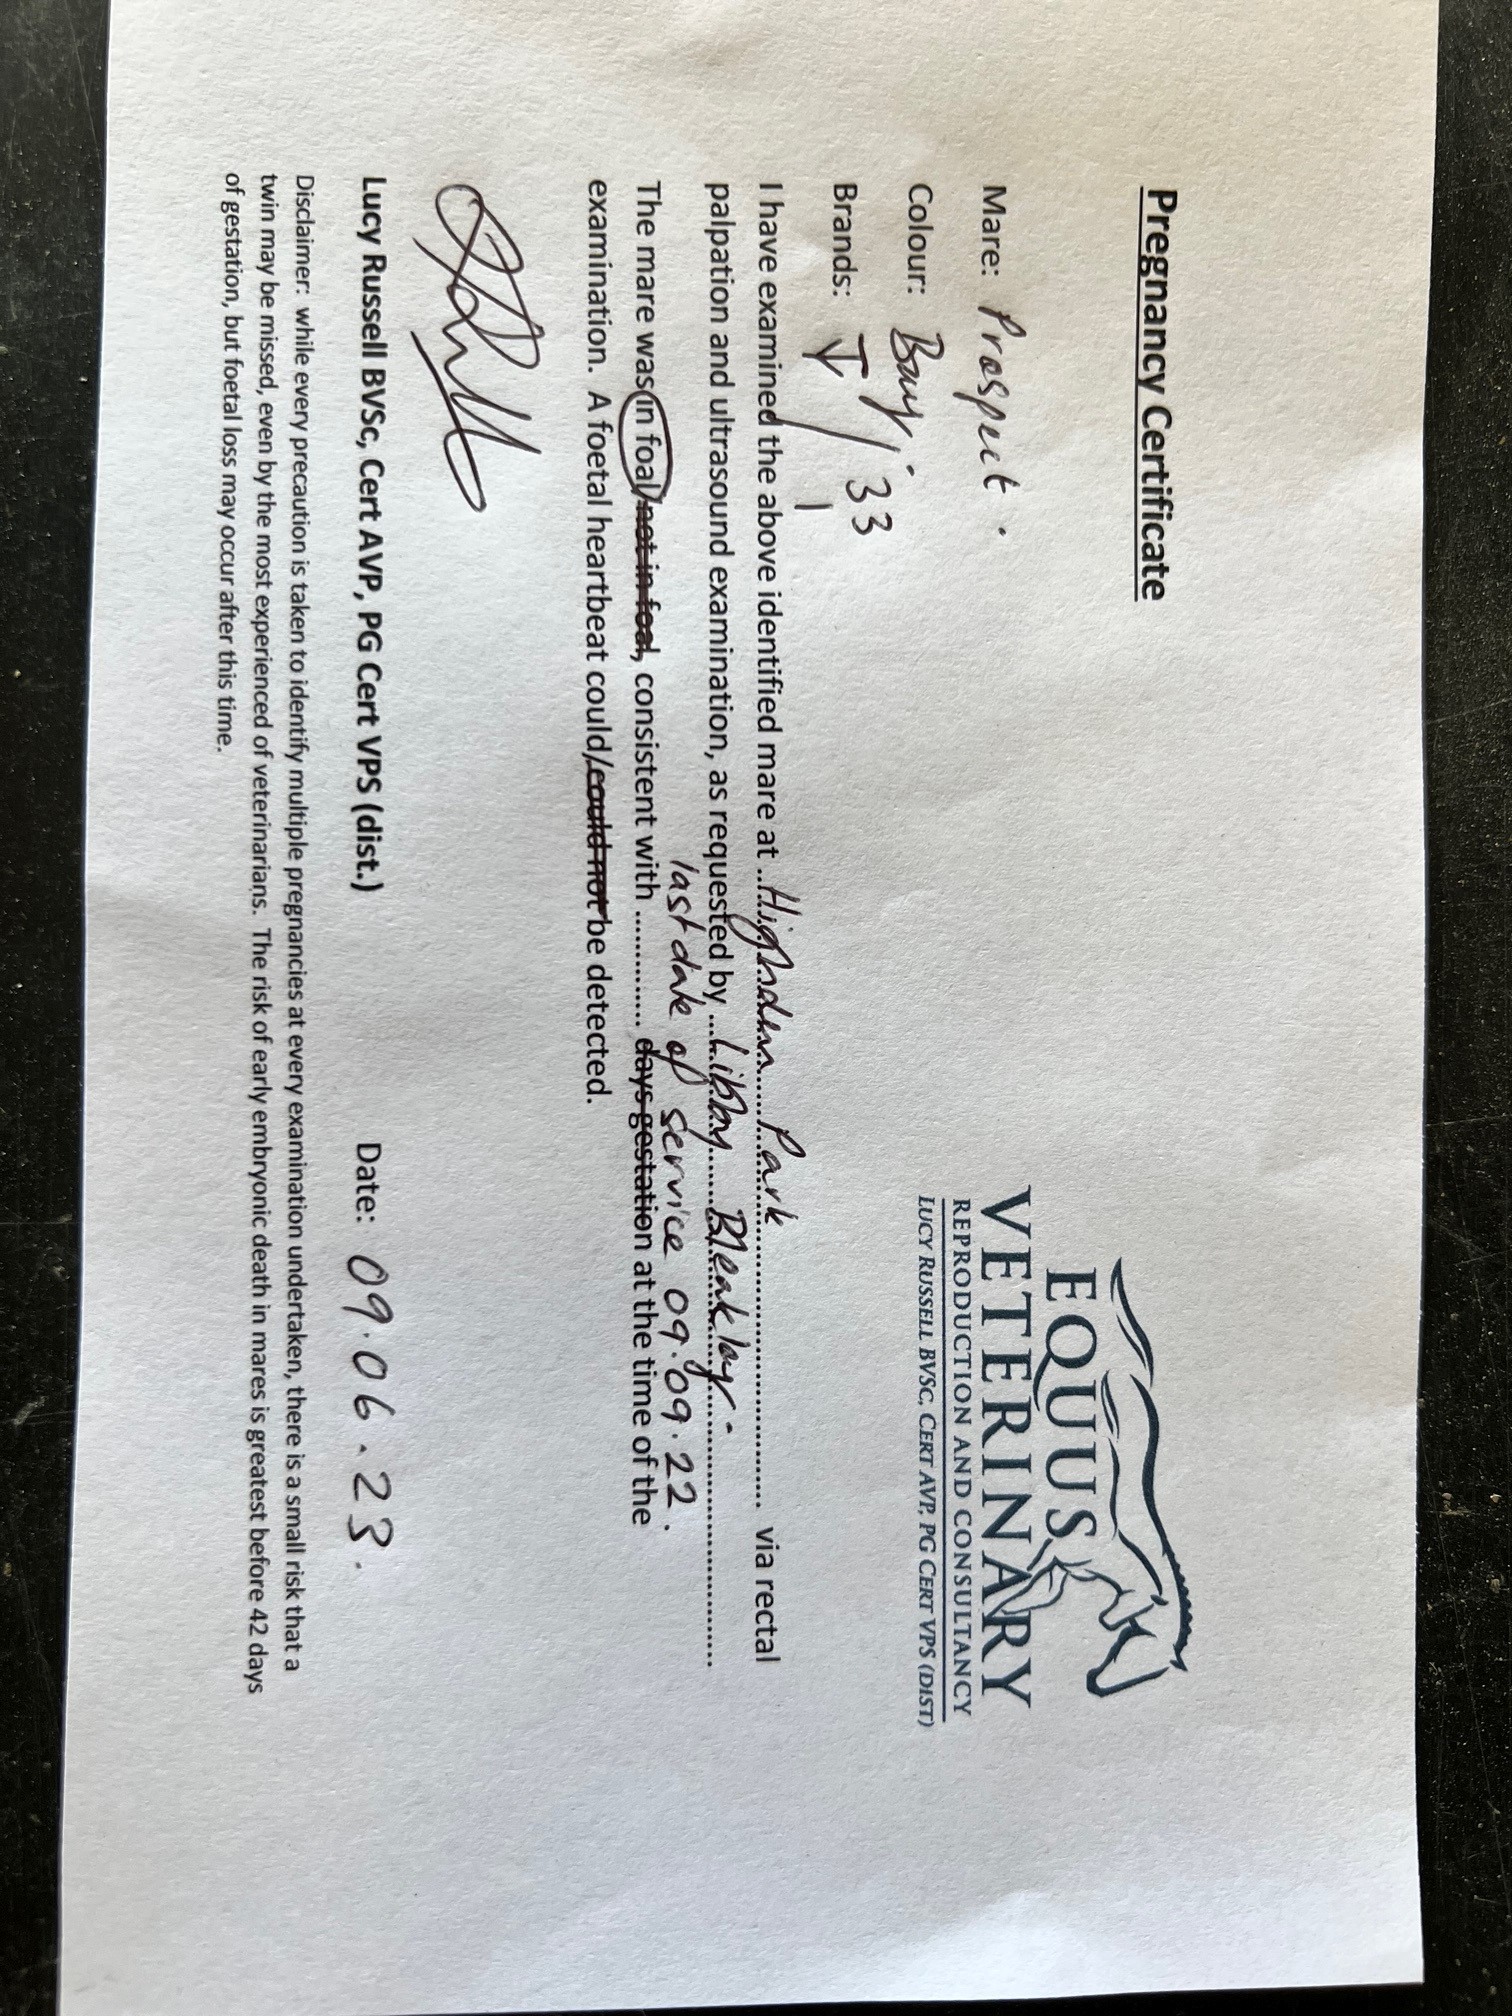 Pregnancy Certificate
EQUUS
VETERINARY
REPRODUCTION AND CONSULTANCY
LUCY RUSSELL BVSC, CERT AVP, PG CERT VPS (DIST)
Mare: Prospect.
Colour: Bay.
Brands: 33
1
I have examined the above identified mare at ... Highden Park ... via rectal
palpation and ultrasound examination, as requested by ... Libby Bleakley. ...
last date of service 09.09.22.
The mare was in foal/not in foal, consistent with ............ days gestation at the time of the
examination. A foetal heartbeat could/could not be detected.
Lucy Russell BVSc, Cert AVP, PG Cert VPS (dist.) Date: 09.06.23.
Disclaimer: while every precaution is taken to identify multiple pregnancies at every examination undertaken, there is a small risk that a
twin may be missed, even by the most experienced of veterinarians. The risk of early embryonic death in mares is greatest before 42 days
of gestation, but foetal loss may occur after this time.